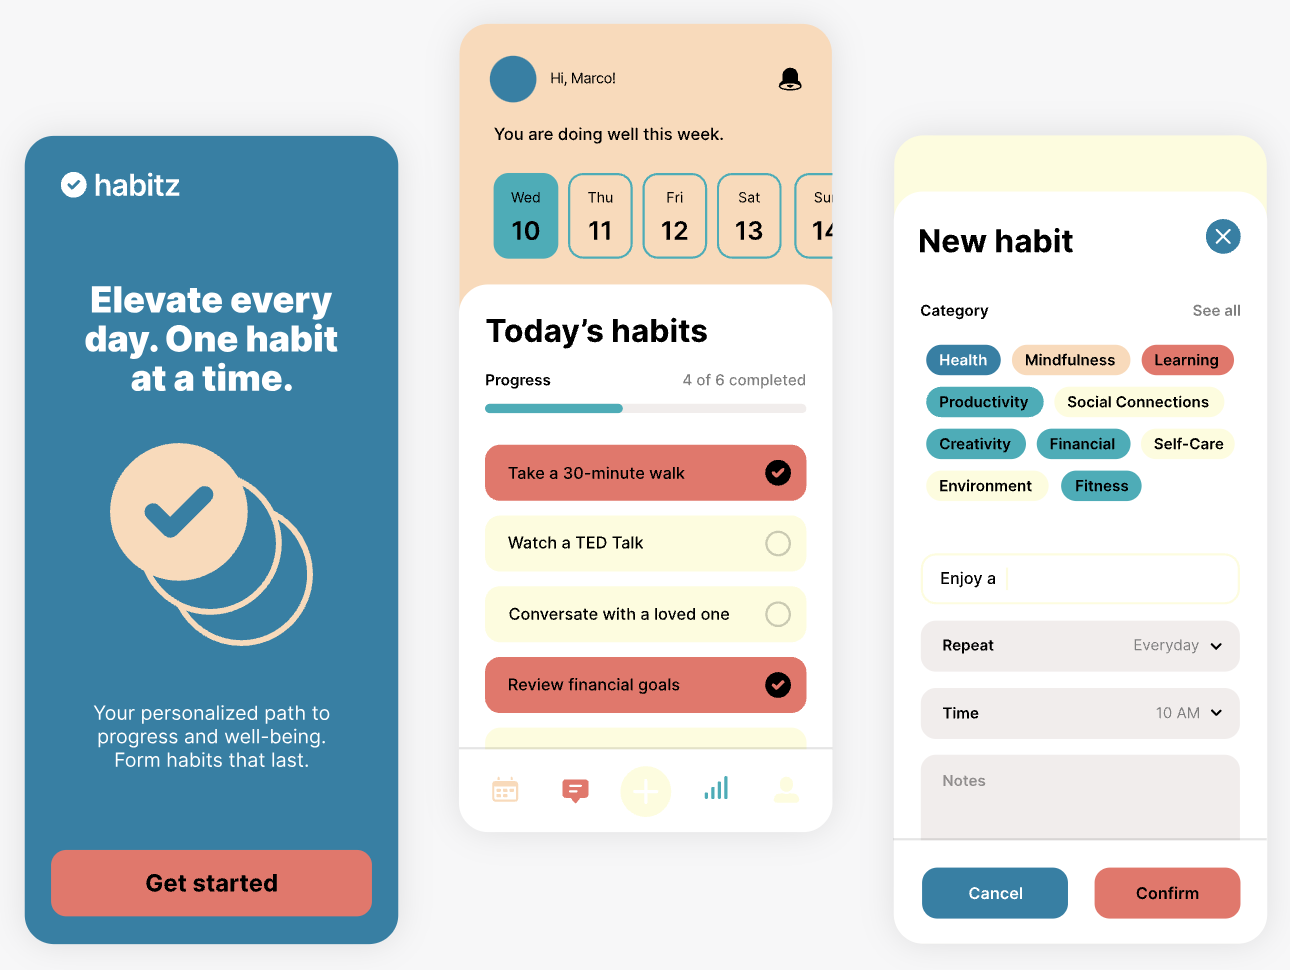 habitz
Elevate every
day. One habit
at a time.
Your personalized path to
progress and well-being.
Form habits that last.
Get started
Hi, Marco!
You are doing well this week.
Wed Thu Fri Sat Sun
10 11 12 13 14
Today’s habits
Progress 4 of 6 completed
Take a 30-minute walk
Watch a TED Talk
Conversate with a loved one
Review financial goals
New habit
Category See all
Health Mindfulness Learning
Productivity Social Connections
Creativity Financial Self-Care
Environment Fitness
Enjoy a
Repeat Everyday
Time 10 AM
Notes
Cancel Confirm